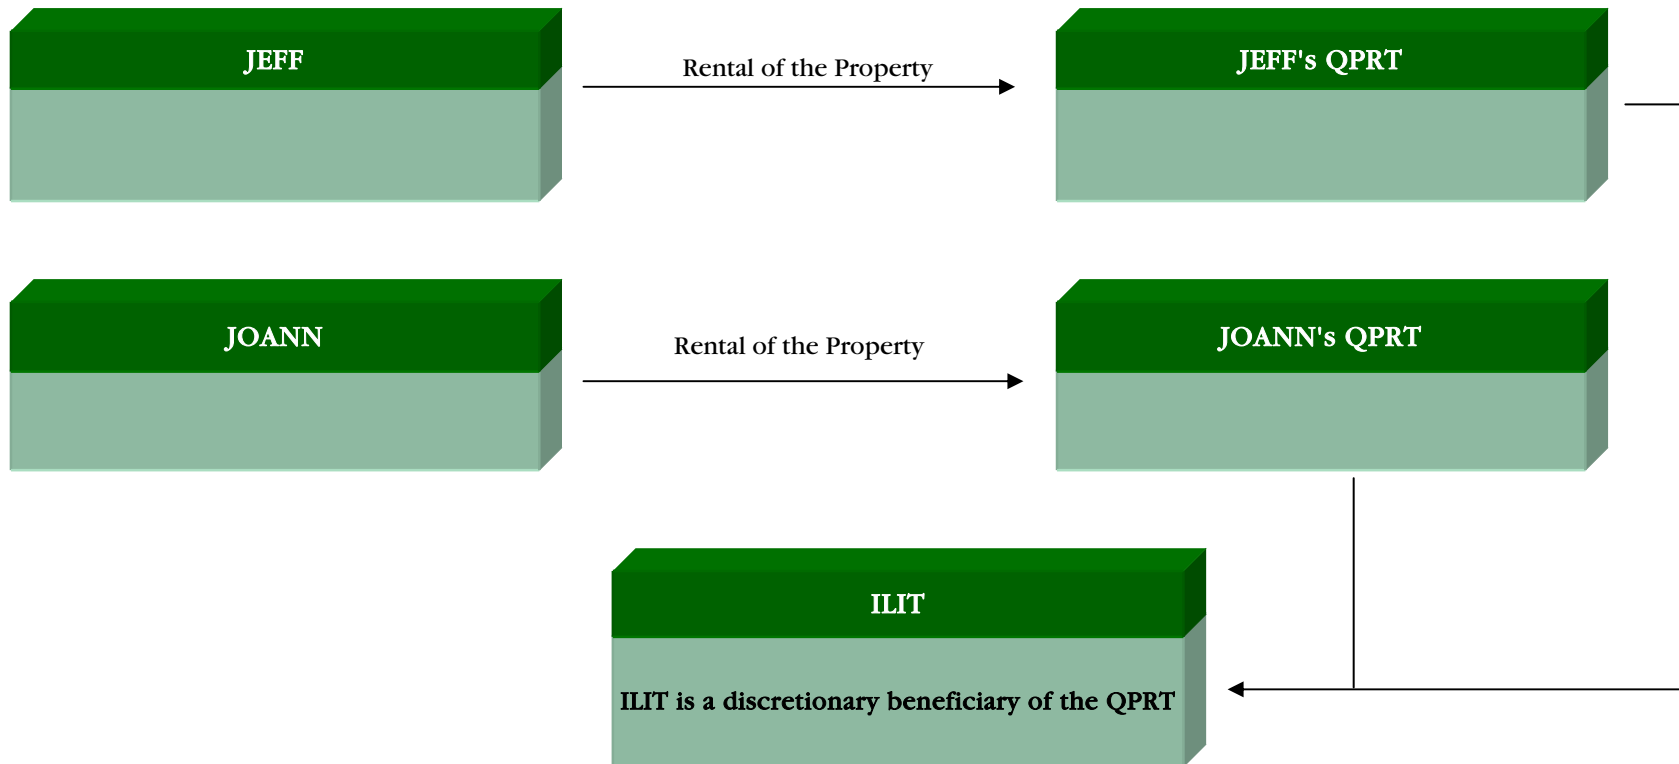 JEFF
Rental of the Property
JEFF's QPRT
JOANN
Rental of the Property
JOANN's QPRT
ILIT
ILIT is a discretionary beneficiary of the QPRT